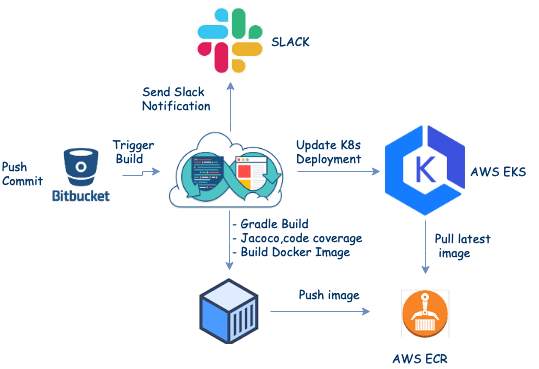 SLACK
Send Slack
Notification
Trigger
Build
Update K8s
Deployment
Push
Commit
Bitbucket
K
AWS EKS
- Gradle Build
- Jacoco,code coverage
- Build Docker Image
Pull latest
image
Push image
AWS ECR